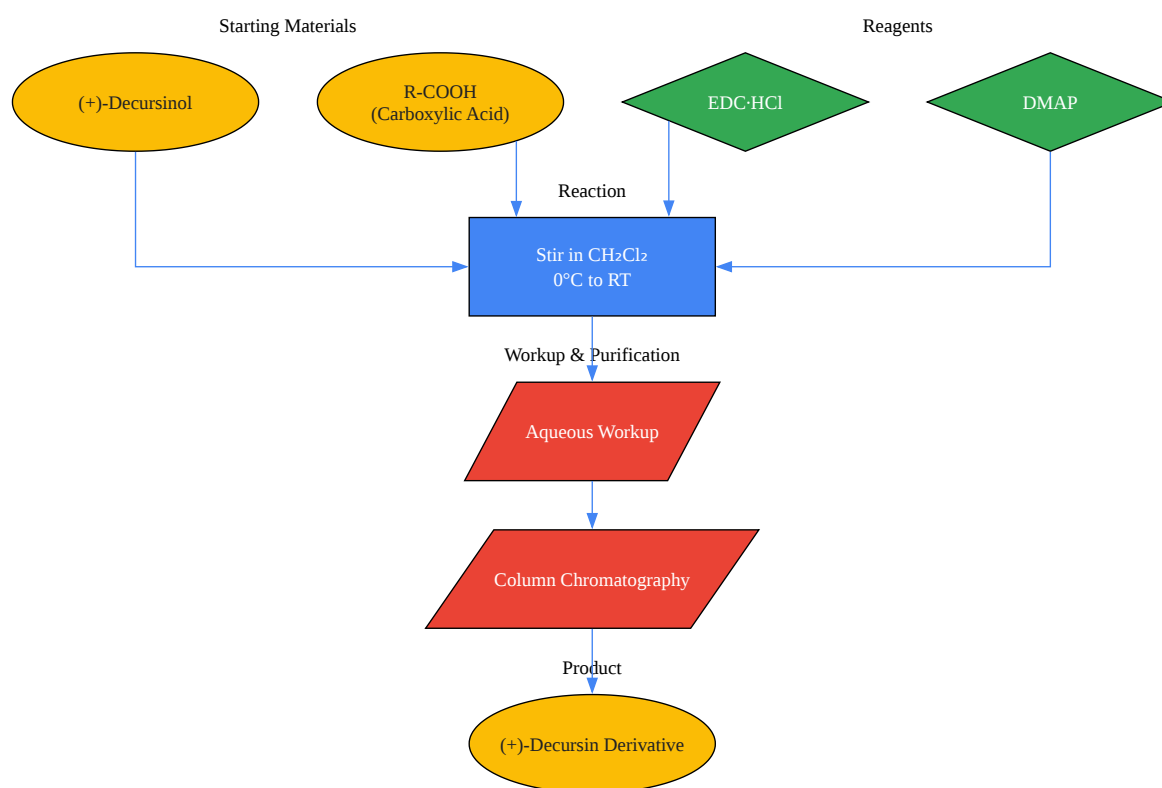 Starting Materials
Reagents
(+)-Decursinol
R-COOH
(Carboxylic Acid)
EDC·HCl
DMAP
Reaction
Stir in CH₂Cl₂
0°C to RT
Workup & Purification
Aqueous Workup
Column Chromatography
Product
(+)-Decursin Derivative